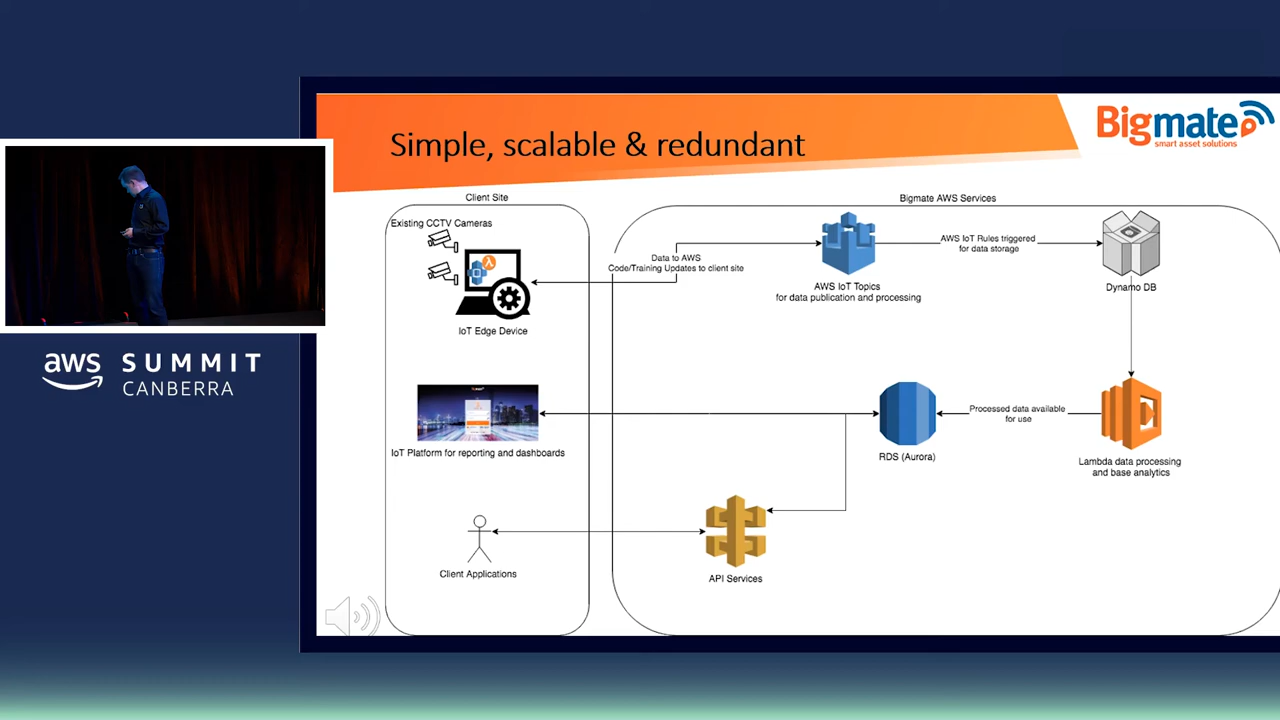 Simple, scalable & redundant
Bigmate
smart asset solutions
Client Site
Bigmate AWS Services
Existing CCTV Cameras
IoT Edge Device
Data to AWS
Code/Training Updates to client site
AWS IoT Topics
for data publication and processing
AWS IoT Rules triggered
for data storage
Dynamo DB
aws SUMMIT
CANBERRA
IoT Platform for reporting and dashboards
RDS (Aurora)
Processed data available
for use
Lambda data processing
and base analytics
Client Applications
API Services